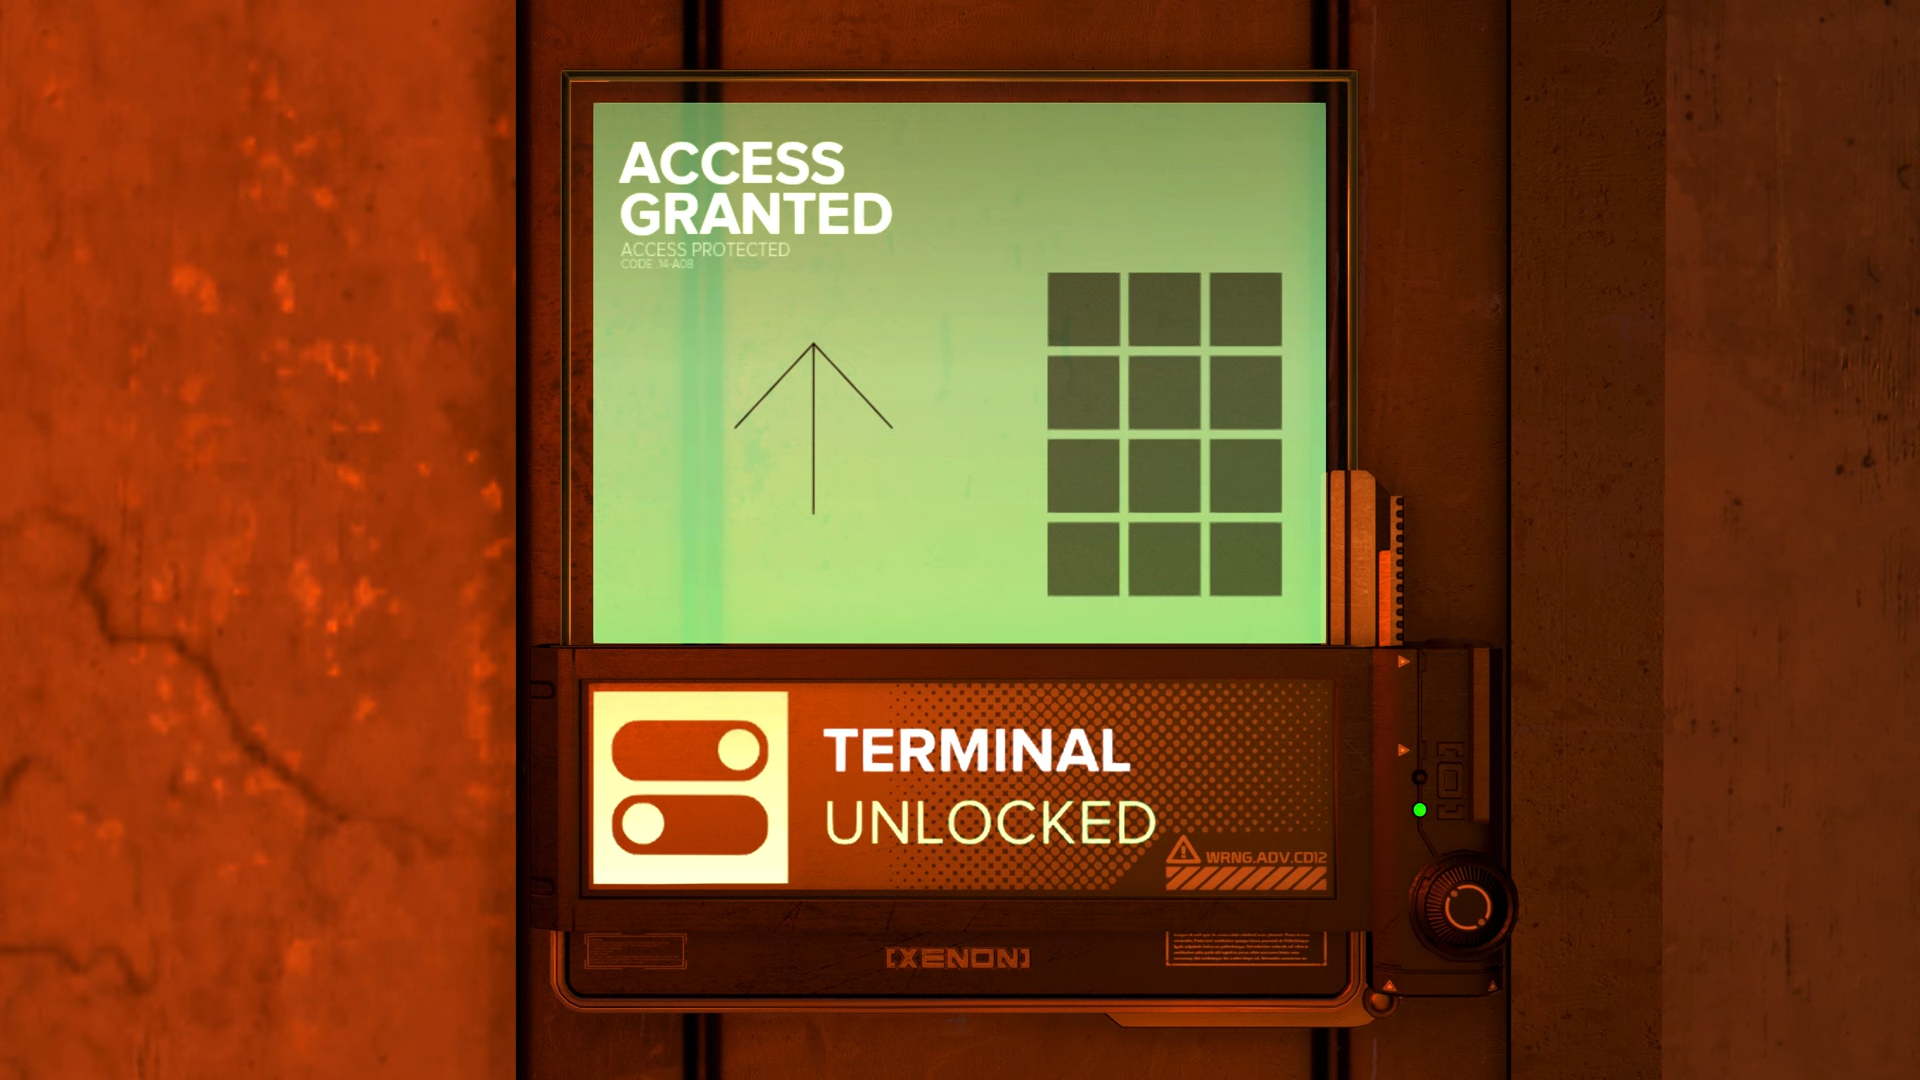 ACCESS
GRANTED
ACCESS PROTECTED
CODE .14-A08
TERMINAL
UNLOCKED
WRNG.ADV.CD12
[XENON]